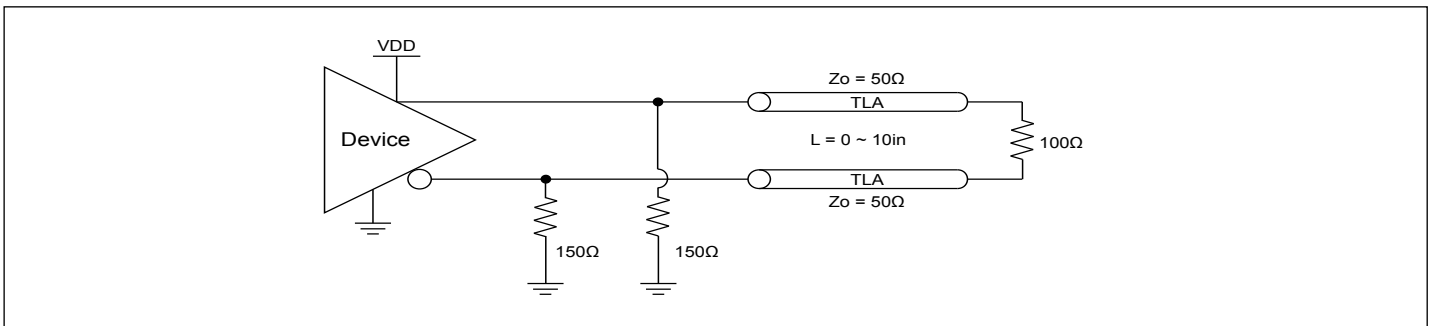 VDD
Device
Zo = 50Ω
TLA
L = 0 ~ 10in
100Ω
TLA
Zo = 50Ω
150Ω
150Ω